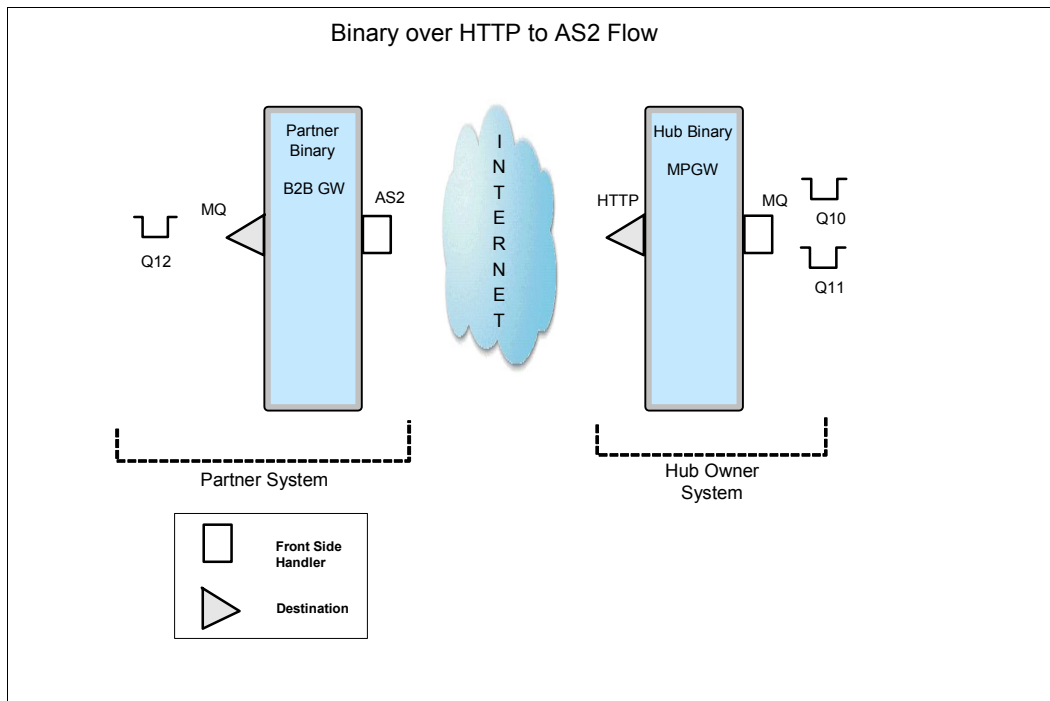 Binary over HTTP to AS2 Flow
Partner
Binary
B2B GW
MQ
AS2
Q12
I
N
T
E
R
N
E
T
Hub Binary
MPGW
HTTP
MQ
Q10
Q11
Partner System
Hub Owner
System
Front Side
Handler
Destination